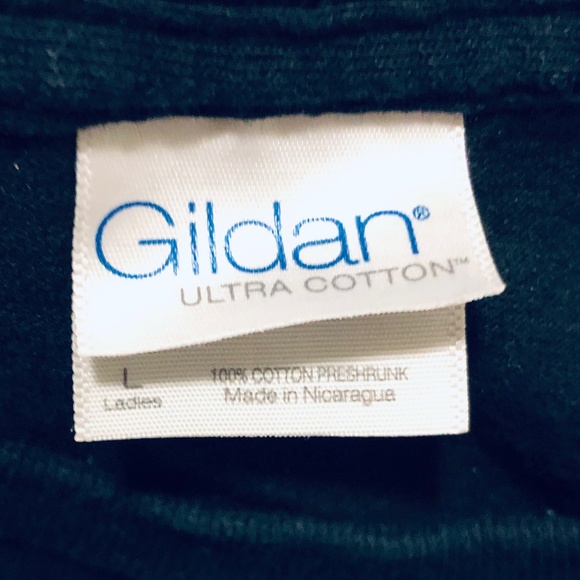 Gildan®
ULTRA COTTON™
L
Ladies
100% COTTON PRESHRUNK
Made in Nicaragua